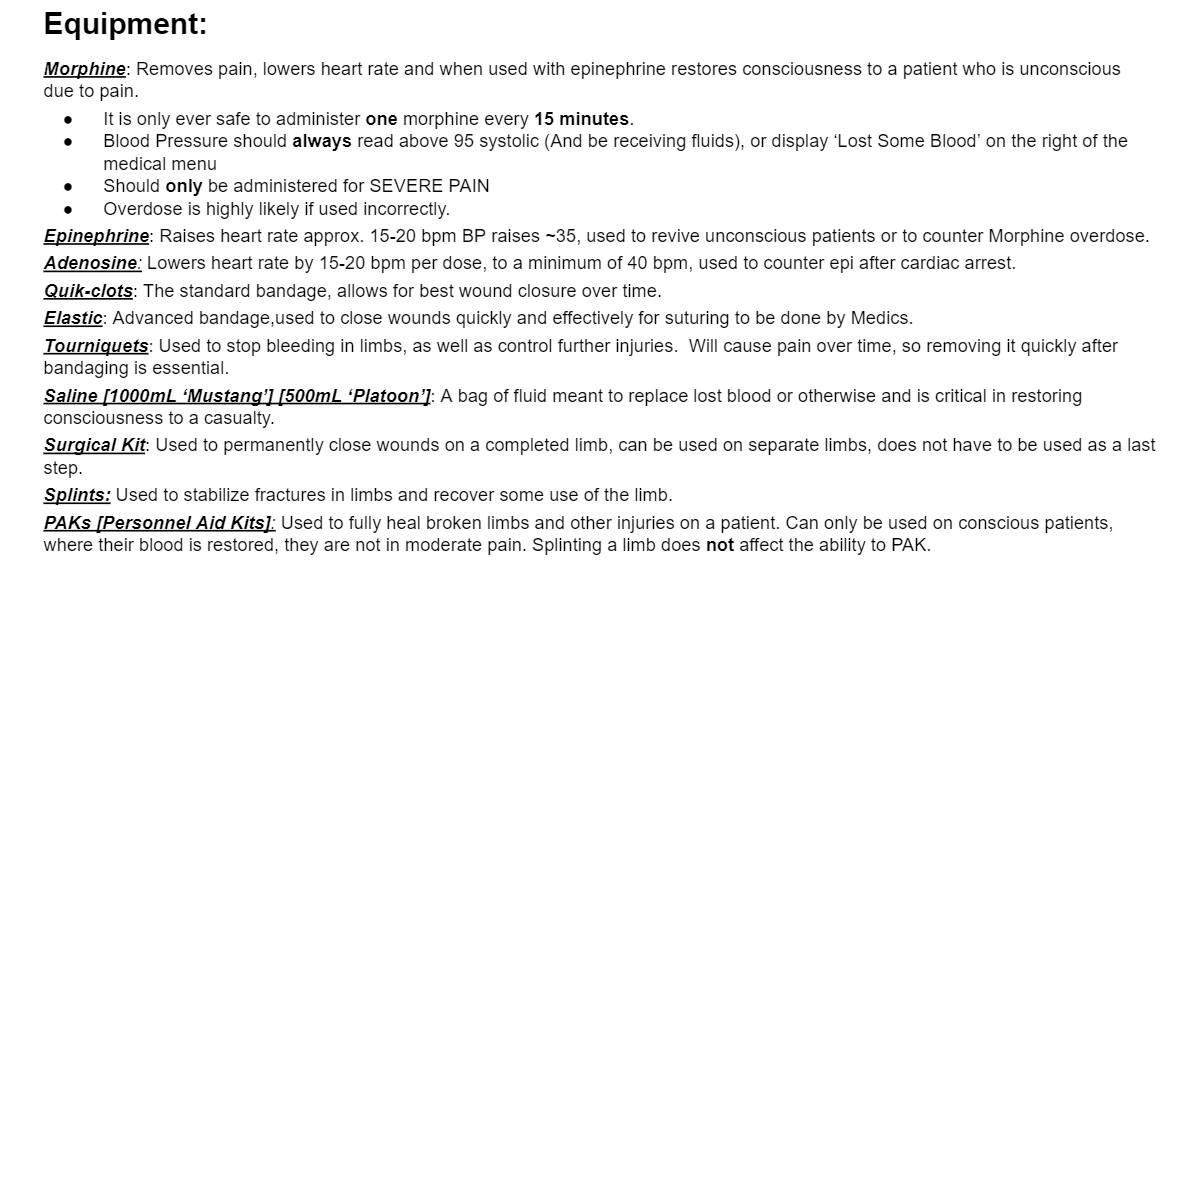 Equipment:
Morphine: Removes pain, lowers heart rate and when used with epinephrine restores consciousness to a patient who is unconscious
due to pain.
● It is only ever safe to administer one morphine every 15 minutes.
● Blood Pressure should always read above 95 systolic (And be receiving fluids), or display ‘Lost Some Blood’ on the right of the
medical menu
● Should only be administered for SEVERE PAIN
● Overdose is highly likely if used incorrectly.
Epinephrine: Raises heart rate approx. 15-20 bpm BP raises ~35, used to revive unconscious patients or to counter Morphine overdose.
Adenosine: Lowers heart rate by 15-20 bpm per dose, to a minimum of 40 bpm, used to counter epi after cardiac arrest.
Quik-clots: The standard bandage, allows for best wound closure over time.
Elastic: Advanced bandage,used to close wounds quickly and effectively for suturing to be done by Medics.
Tourniquets: Used to stop bleeding in limbs, as well as control further injuries.  Will cause pain over time, so removing it quickly after
bandaging is essential.
Saline [1000mL ‘Mustang’] [500mL ‘Platoon’]: A bag of fluid meant to replace lost blood or otherwise and is critical in restoring
consciousness to a casualty.
Surgical Kit: Used to permanently close wounds on a completed limb, can be used on separate limbs, does not have to be used as a last
step.
Splints: Used to stabilize fractures in limbs and recover some use of the limb.
PAKs [Personnel Aid Kits]: Used to fully heal broken limbs and other injuries on a patient. Can only be used on conscious patients,
where their blood is restored, they are not in moderate pain. Splinting a limb does not affect the ability to PAK.